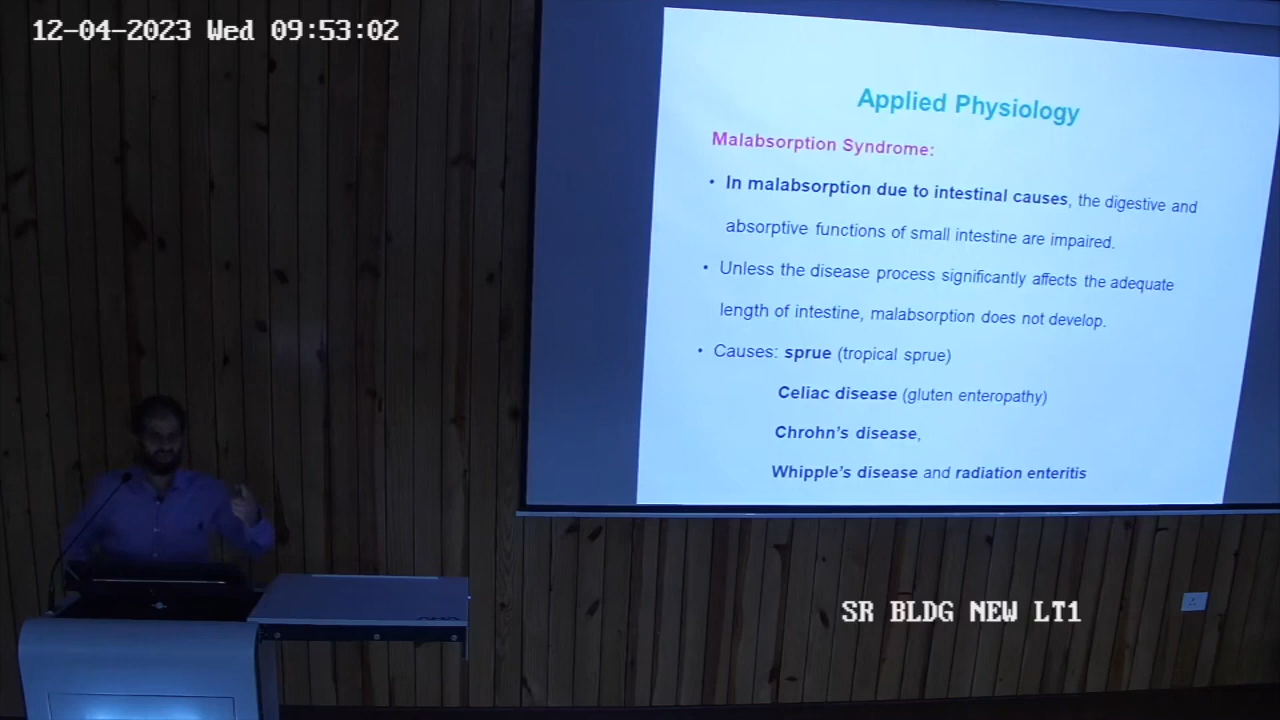 12-04-2023 Wed 09:53:02
Applied Physiology
Malabsorption Syndrome:
• In malabsorption due to intestinal causes, the digestive and
absorptive functions of small intestine are impaired.
• Unless the disease process significantly affects the adequate
length of intestine, malabsorption does not develop.
• Causes: sprue (tropical sprue)
Celiac disease (gluten enteropathy)
Chrohn's disease,
Whipple's disease and radiation enteritis
SR BLDG NEW LT1